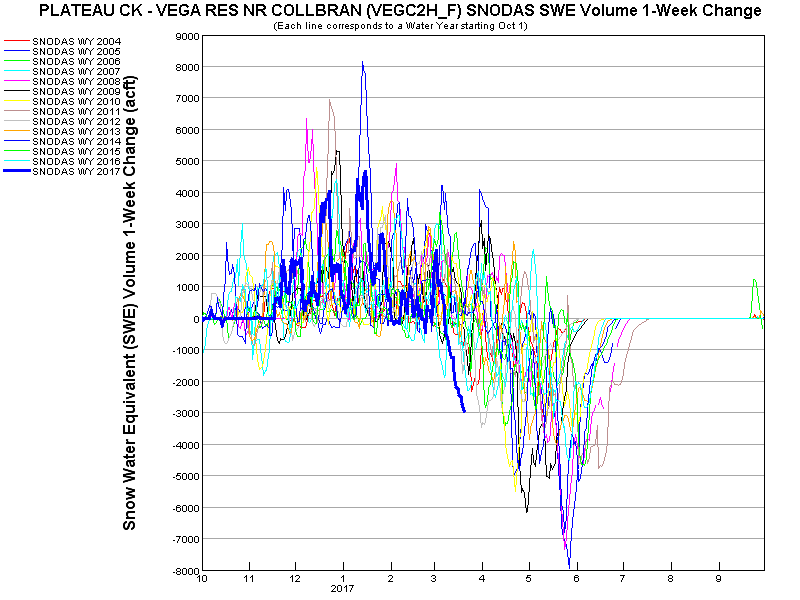 PLATEAU CK - VEGA RES NR COLLBRAN (VEGC2H_F) SNODAS SWE Volume 1-Week Change
(Each line corresponds to a Water Year starting Oct 1)
SNODAS WY 2004
SNODAS WY 2005
SNODAS WY 2006
SNODAS WY 2007
SNODAS WY 2008
SNODAS WY 2009
SNODAS WY 2010
SNODAS WY 2011
SNODAS WY 2012
SNODAS WY 2013
SNODAS WY 2014
SNODAS WY 2015
SNODAS WY 2016
SNODAS WY 2017
Snow Water Equivalent (SWE) Volume 1-Week Change (acft)
9000
8000
7000
6000
5000
4000
3000
2000
1000
0
-1000
-2000
-3000
-4000
-5000
-6000
-7000
-8000
10 11 12 1 2 3 4 5 6 7 8 9
2017